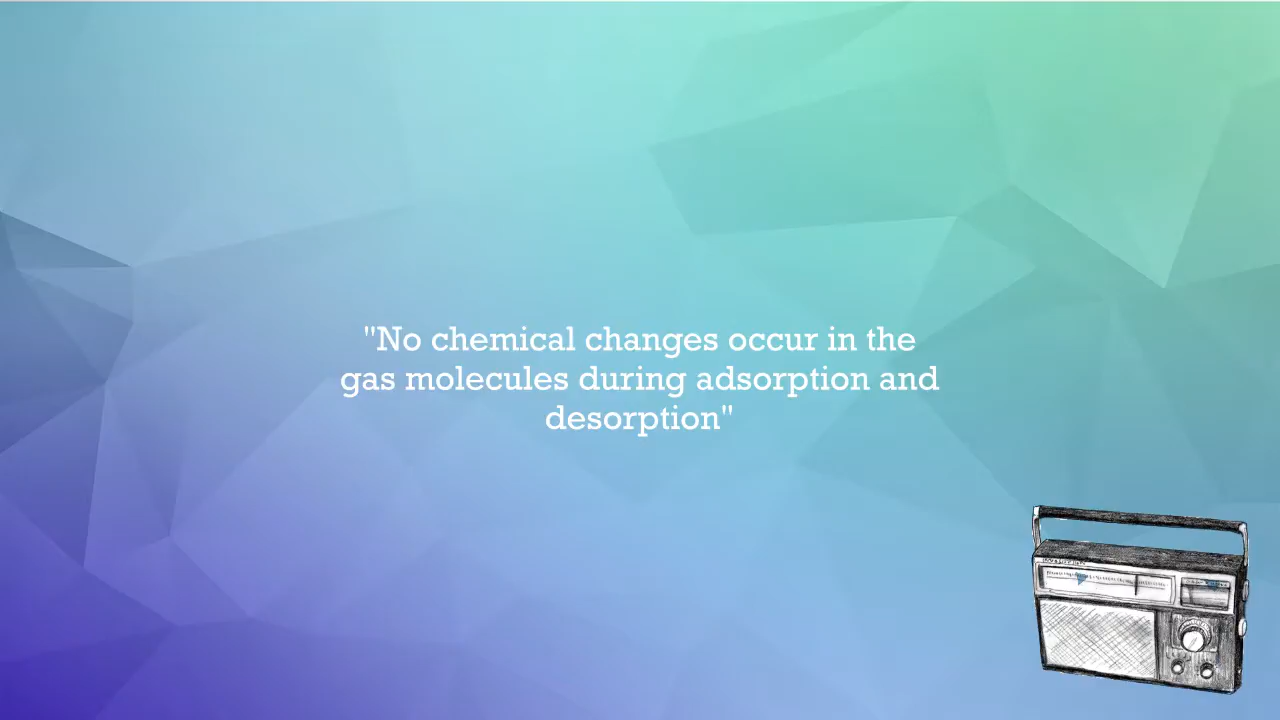 "No chemical changes occur in the
gas molecules during adsorption and
desorption"